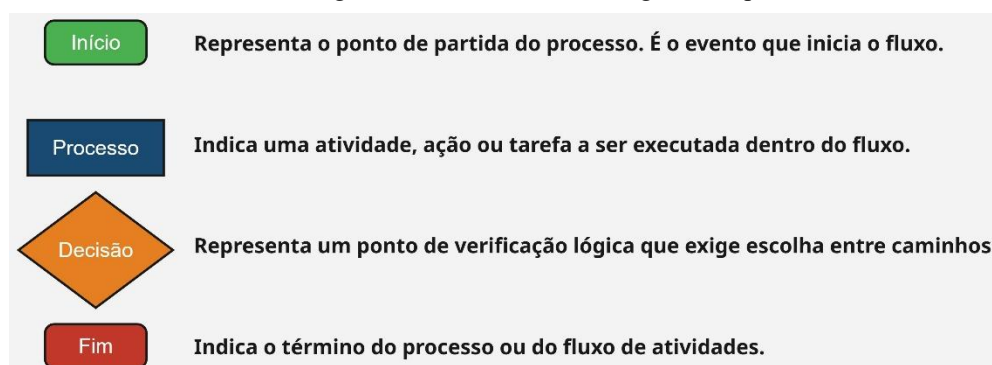 Início
Representa o ponto de partida do processo. É o evento que inicia o fluxo.
Processo
Indica uma atividade, ação ou tarefa a ser executada dentro do fluxo.
Decisão
Representa um ponto de verificação lógica que exige escolha entre caminhos
Fim
Indica o término do processo ou do fluxo de atividades.